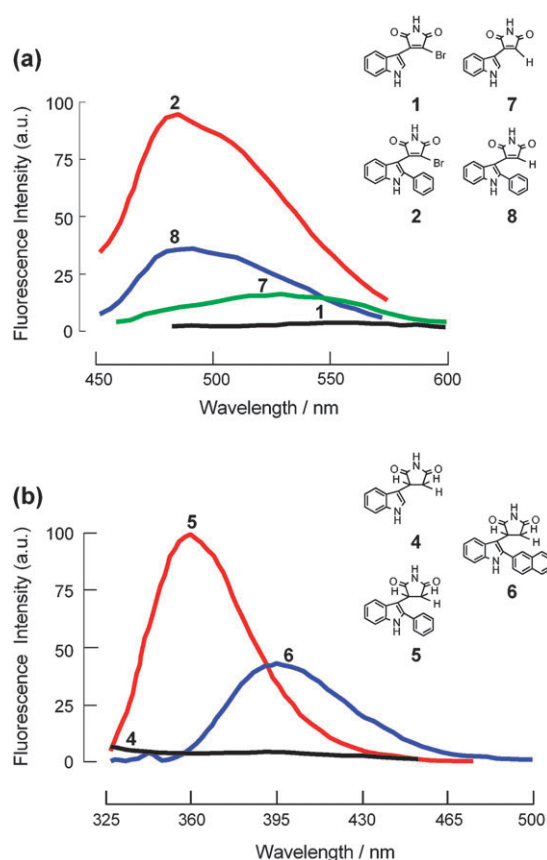 (a)
Fluorescence Intensity (a.u.)
100
75
50
25
0
450 500 550 600
Wavelength / nm
2
8
7
1
H
N
O O
Br
N
H
1
H
N
O O
H
N
H
7
H
N
O O
Br
N
H
2
H
N
O O
H
N
H
8
(b)
Fluorescence Intensity (a.u.)
100
75
50
25
0
325 360 395 430 465 500
Wavelength / nm
5
6
4
H
N
O O
H H
H
N
H
4
H
N
O O
H H
H
N
H
5
H
N
O O
H H
H
N
H
6